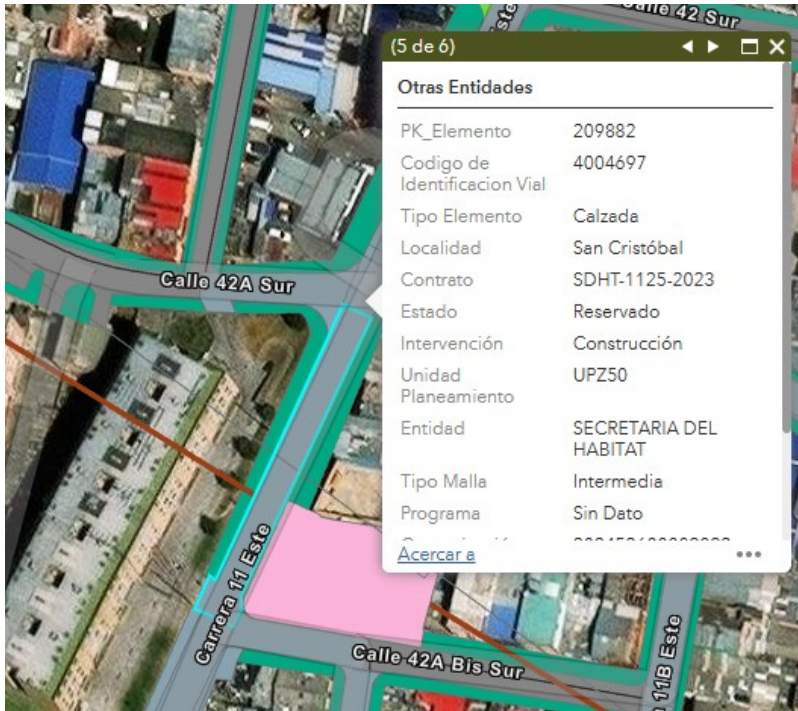 ste
lle 42 Sur
(5 de 6)
Otras Entidades
PK_Elemento 209882
Codigo de
Identificacion Vial 4004697
Tipo Elemento Calzada
Localidad San Cristóbal
Contrato SDHT-1125-2023
Estado Reservado
Intervención Construcción
Unidad
Planeamiento UPZ50
Entidad SECRETARIA DEL
HABITAT
Tipo Malla Intermedia
Programa Sin Dato
Acercar a
Calle 42A Sur
Carrera 11 Este
Calle 42A Bis Sur
11B Este